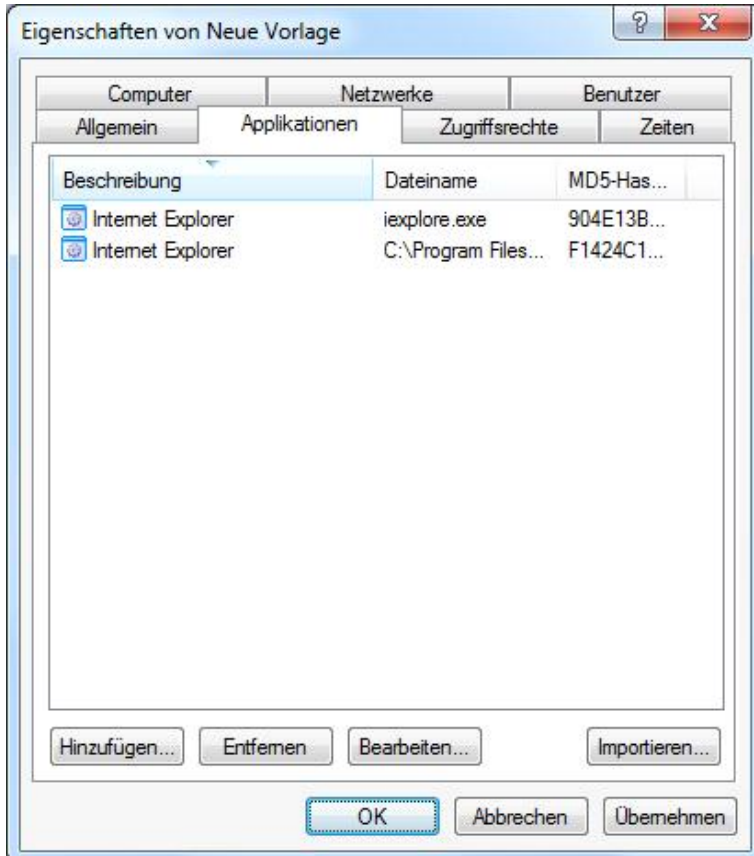 Eigenschaften von Neue Vorlage
Computer Netzwerke Benutzer
Allgemein Applikationen Zugriffsrechte Zeiten
Beschreibung Dateiname MD5-Has...
Internet Explorer iexplore.exe 904E13B...
Internet Explorer C:\Program Files... F1424C1...
Hinzufügen... Entfernen Bearbeiten... Importieren...
OK Abbrechen Übernehmen